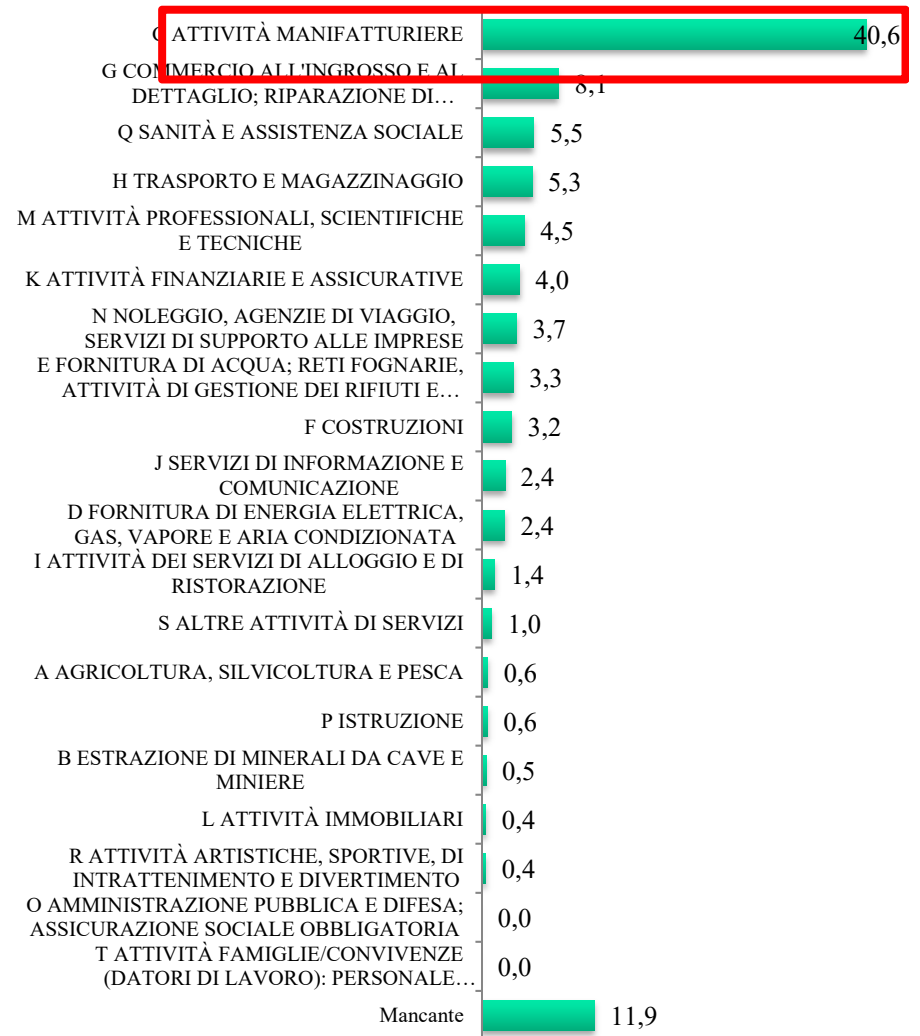 C ATTIVITÀ MANIFATTURIERE 40,6
G COMMERCIO ALL'INGROSSO E AL
DETTAGLIO; RIPARAZIONE DI… 8,1
Q SANITÀ E ASSISTENZA SOCIALE 5,5
H TRASPORTO E MAGAZZINAGGIO 5,3
M ATTIVITÀ PROFESSIONALI, SCIENTIFICHE
E TECNICHE 4,5
K ATTIVITÀ FINANZIARIE E ASSICURATIVE 4,0
N NOLEGGIO, AGENZIE DI VIAGGIO,
SERVIZI DI SUPPORTO ALLE IMPRESE 3,7
E FORNITURA DI ACQUA; RETI FOGNARIE,
ATTIVITÀ DI GESTIONE DEI RIFIUTI E… 3,3
F COSTRUZIONI 3,2
J SERVIZI DI INFORMAZIONE E
COMUNICAZIONE 2,4
D FORNITURA DI ENERGIA ELETTRICA,
GAS, VAPORE E ARIA CONDIZIONATA 2,4
I ATTIVITÀ DEI SERVIZI DI ALLOGGIO E DI
RISTORAZIONE 1,4
S ALTRE ATTIVITÀ DI SERVIZI 1,0
A AGRICOLTURA, SILVICOLTURA E PESCA 0,6
P ISTRUZIONE 0,6
B ESTRAZIONE DI MINERALI DA CAVE E
MINIERE 0,5
L ATTIVITÀ IMMOBILIARI 0,4
R ATTIVITÀ ARTISTICHE, SPORTIVE, DI
INTRATTENIMENTO E DIVERTIMENTO 0,4
O AMMINISTRAZIONE PUBBLICA E DIFESA;
ASSICURAZIONE SOCIALE OBBLIGATORIA 0,0
T ATTIVITÀ FAMIGLIE/CONVIVENZE
(DATORI DI LAVORO): PERSONALE… 0,0
Mancante 11,9